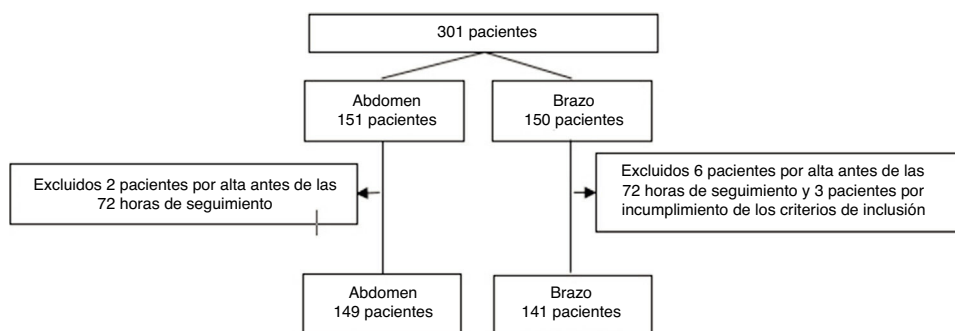 301 pacientes
Abdomen
151 pacientes
Brazo
150 pacientes
Excluidos 2 pacientes por alta antes de las
72 horas de seguimiento
Excluidos 6 pacientes por alta antes de las
72 horas de seguimiento y 3 pacientes por
incumplimiento de los criterios de inclusión
Abdomen
149 pacientes
Brazo
141 pacientes